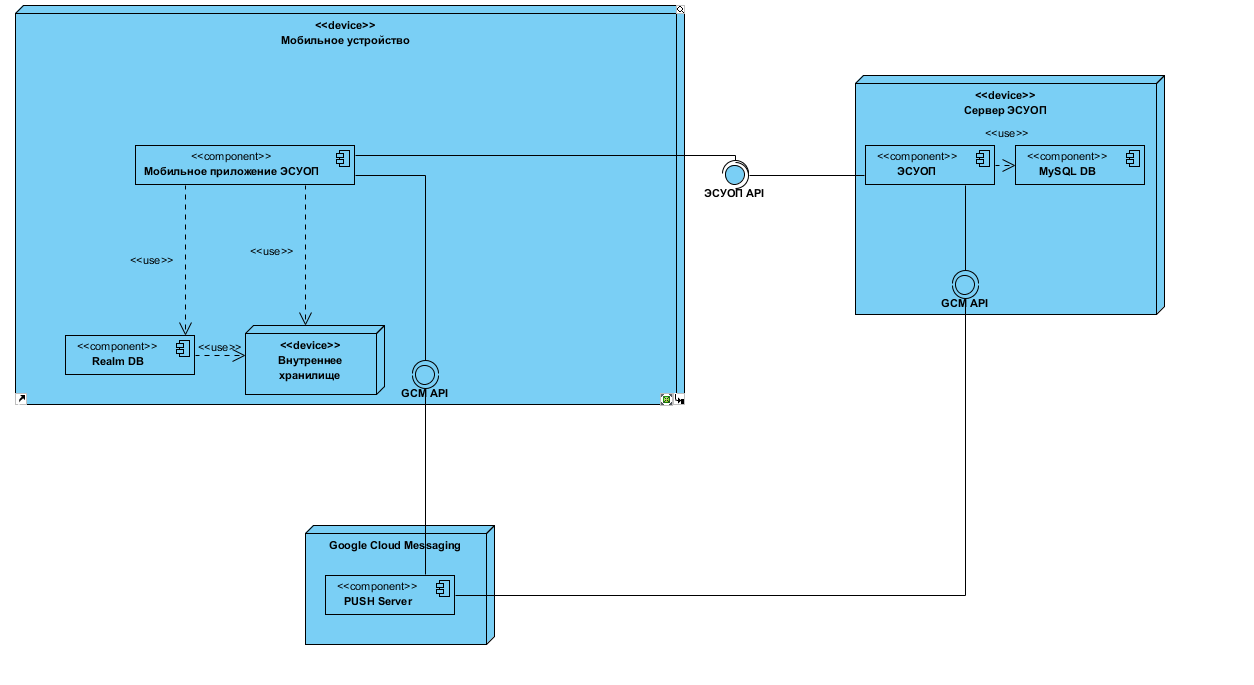 <<device>>
Мобильное устройство
<<component>>
Мобильное приложение ЭСУОП
<<use>>
<<use>>
<<component>>
Realm DB
<<use>>
<<device>>
Внутреннее
хранилище
GCM API
ЭСУОП API
<<device>>
Сервер ЭСУОП
<<use>>
<<component>>
ЭСУОП
<<component>>
MySQL DB
GCM API
Google Cloud Messaging
<<component>>
PUSH Server